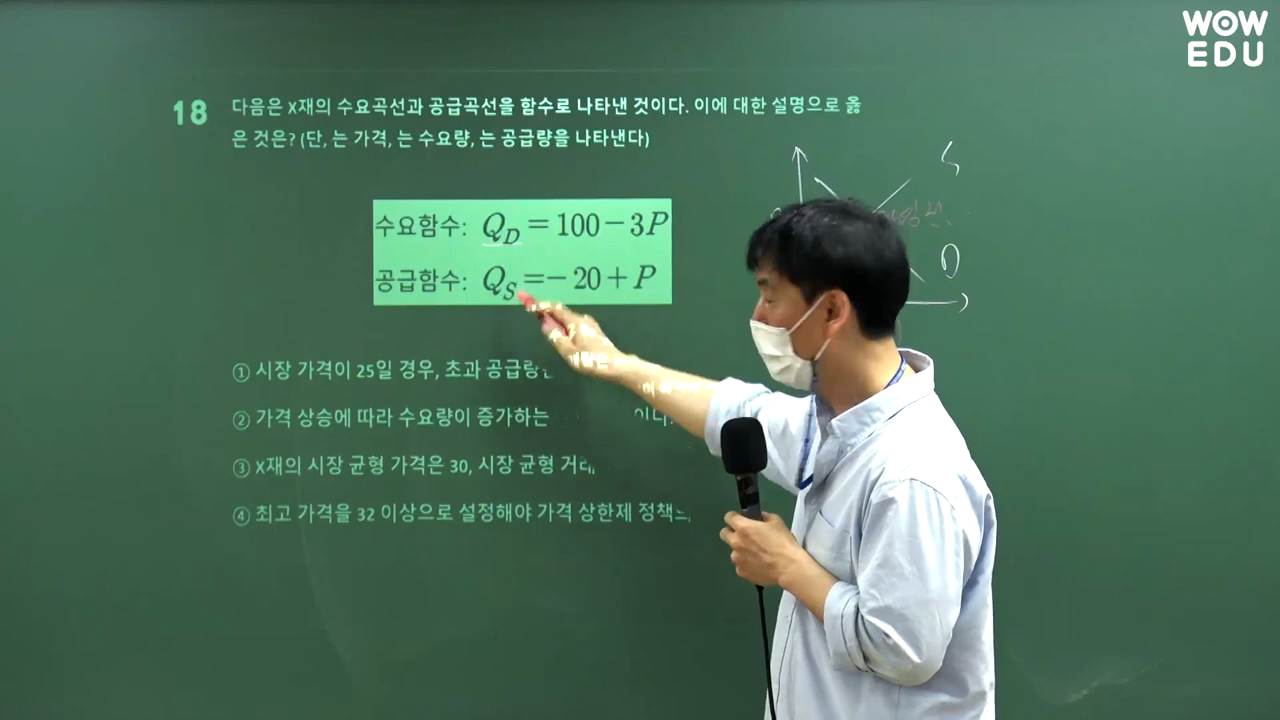 WOW
EDU
18 다음은 X재의 수요곡선과 공급곡선을 함수로 나타낸 것이다. 이에 대한 설명으로 옳
은 것은? (단, 는 가격, 는 수요량, 는 공급량을 나타낸다)
수요함수: Q_D = 100 − 3P
공급함수: Q_S = − 20 + P
① 시장 가격이 25일 경우, 초과 공급량은
② 가격 상승에 따라 수요량이 증가하는
③ X재의 시장 균형 가격은 30, 시장 균형
④ 최고 가격을 32 이상으로 설정해야 가격 상한제
S
D